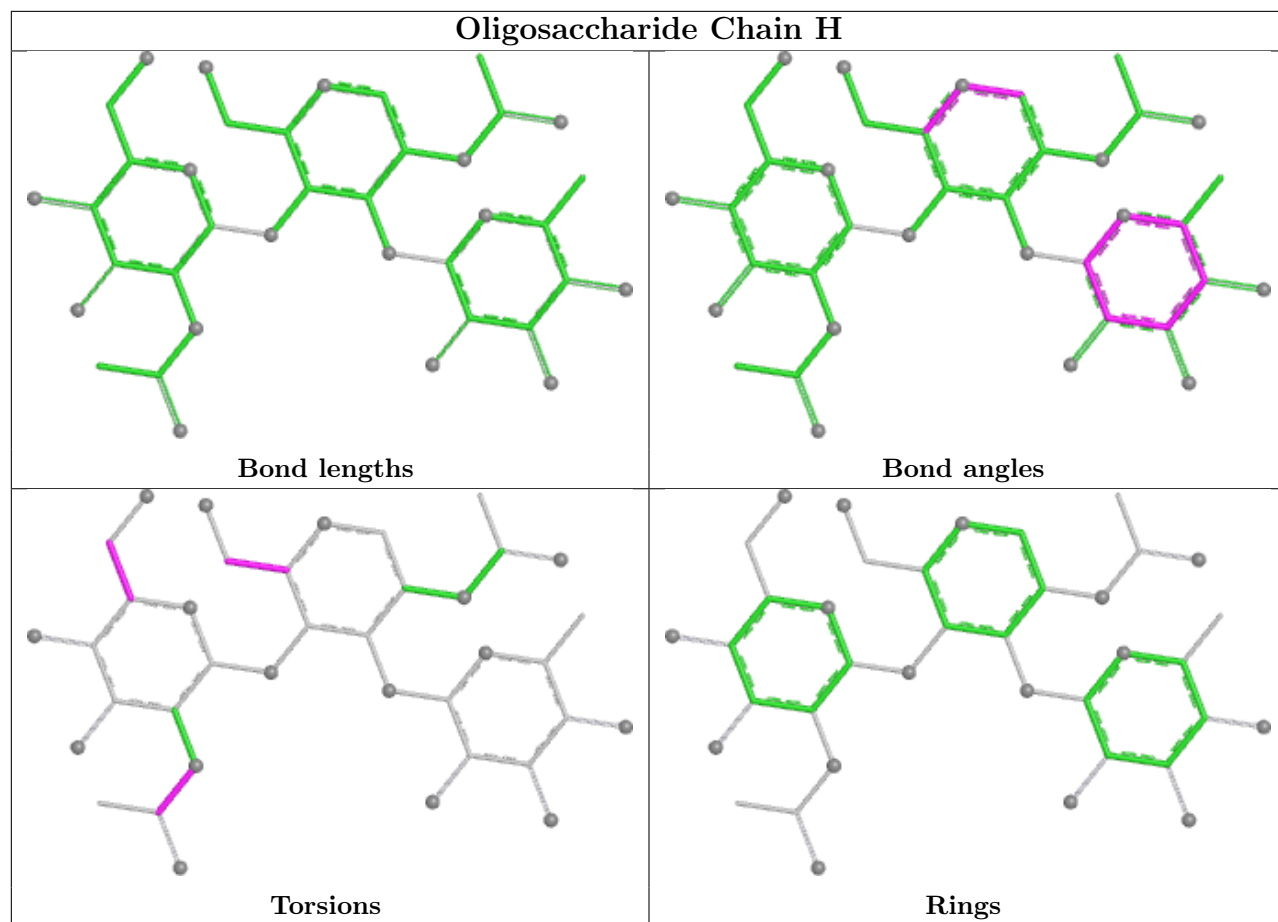 Oligosaccharide Chain H
Bond lengths
Bond angles
Torsions
Rings